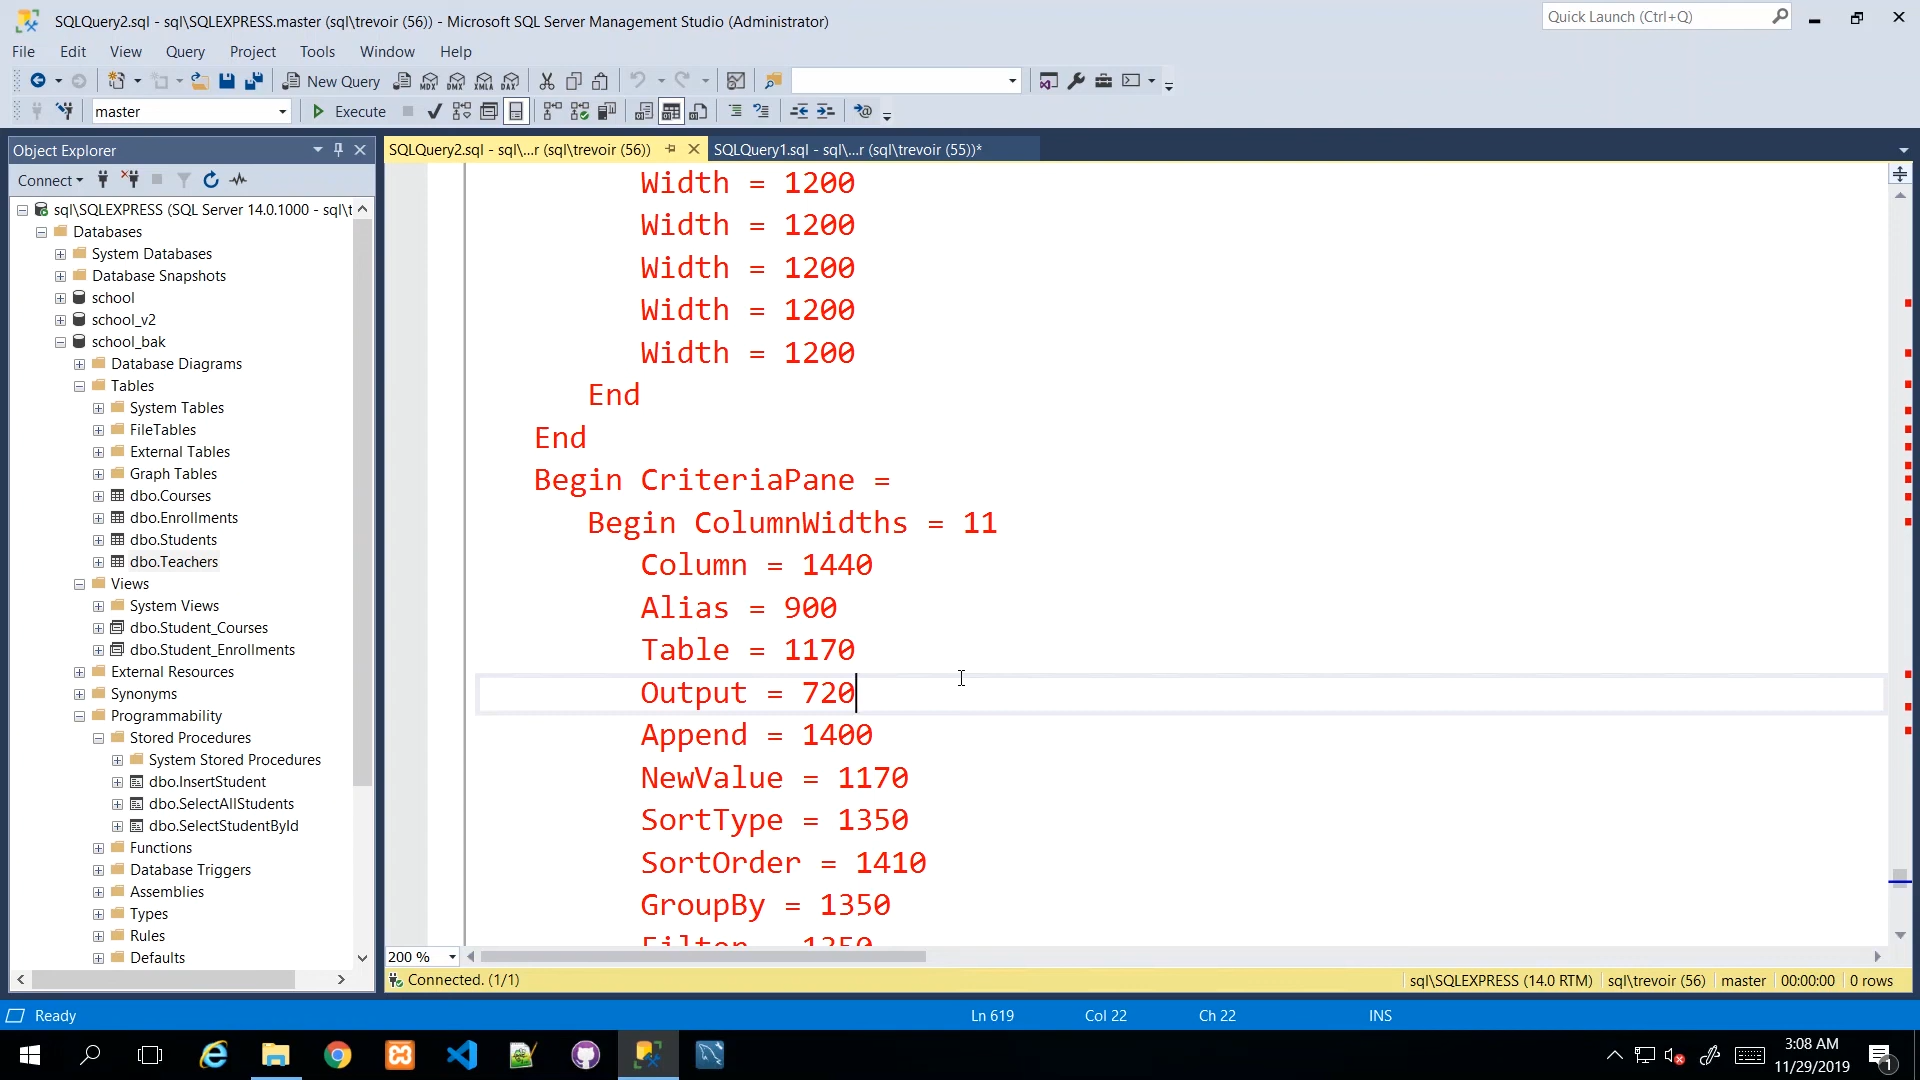 SQLQuery2.sql - sql\SQLEXPRESS.master (sql\trevoir (56)) - Microsoft SQL Server Management Studio (Administrator)
Quick Launch (Ctrl+Q)
File Edit View Query Project Tools Window Help
New Query
MDX DMX XMLA DAX
master
Execute
Object Explorer
SQLQuery2.sql - sql\...r (sql\trevoir (56))
SQLQuery1.sql - sql\...r (sql\trevoir (55))*
Connect
sql\SQLEXPRESS (SQL Server 14.0.1000 - sql\t
Databases
System Databases
Database Snapshots
school
school_v2
school_bak
Database Diagrams
Tables
System Tables
FileTables
External Tables
Graph Tables
dbo.Courses
dbo.Enrollments
dbo.Students
dbo.Teachers
Views
System Views
dbo.Student_Courses
dbo.Student_Enrollments
External Resources
Synonyms
Programmability
Stored Procedures
System Stored Procedures
dbo.InsertStudent
dbo.SelectAllStudents
dbo.SelectStudentById
Functions
Database Triggers
Assemblies
Types
Rules
Defaults
Width = 1200
Width = 1200
Width = 1200
Width = 1200
Width = 1200
End
End
Begin CriteriaPane =
Begin ColumnWidths = 11
Column = 1440
Alias = 900
Table = 1170
Output = 720
Append = 1400
NewValue = 1170
SortType = 1350
SortOrder = 1410
GroupBy = 1350
Filter = 1350
200 %
Connected. (1/1)
sql\SQLEXPRESS (14.0 RTM) sql\trevoir (56) master 00:00:00 0 rows
Ready
Ln 619 Col 22 Ch 22 INS
3:08 AM
11/29/2019
1